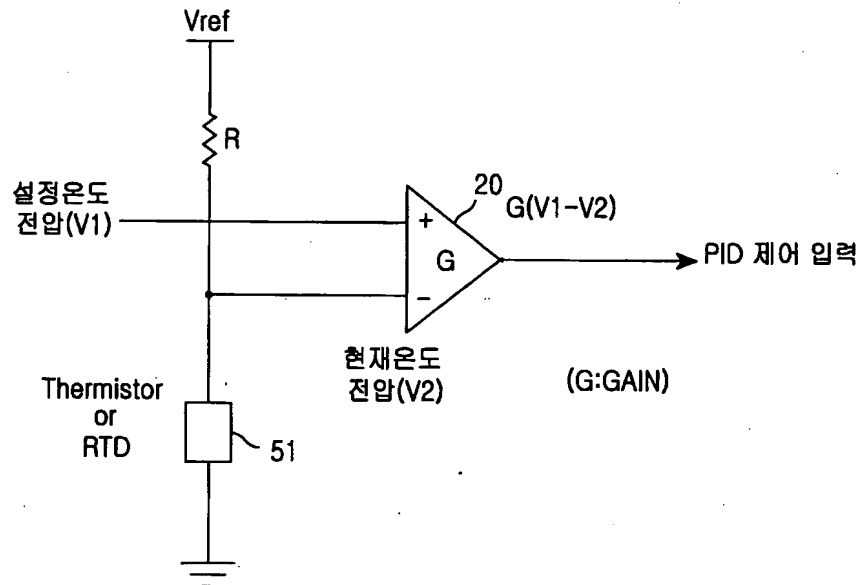 Vref
R
설정온도
전압(V1)
20
G(V1-V2)
+
G
−
PID 제어 입력
현재온도
전압(V2)
(G:GAIN)
Thermistor
or
RTD
51